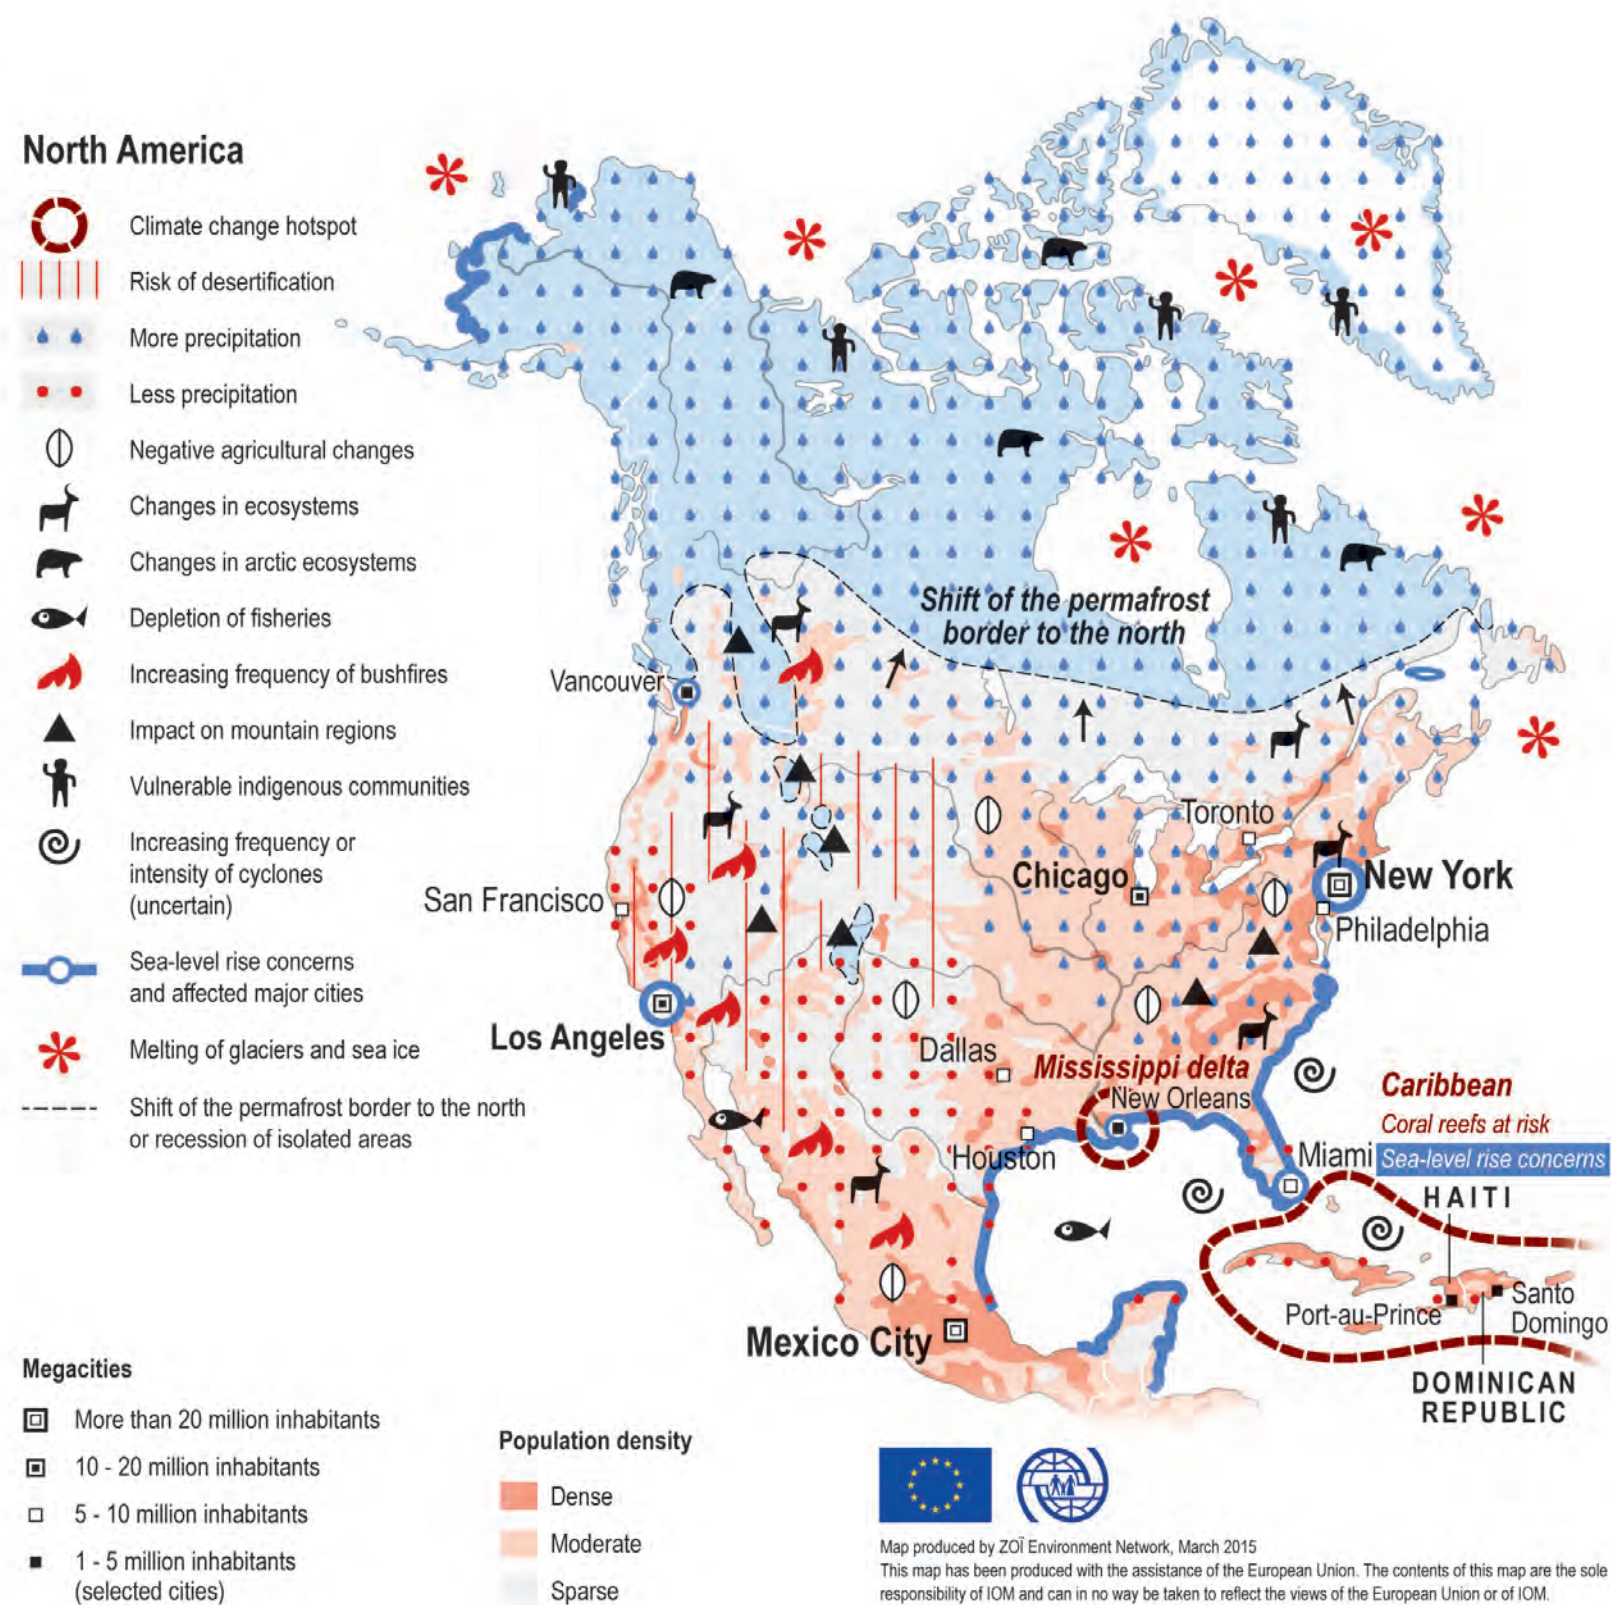 North America
Climate change hotspot
Risk of desertification
More precipitation
Less precipitation
Negative agricultural changes
Changes in ecosystems
Changes in arctic ecosystems
Depletion of fisheries
Increasing frequency of bushfires
Impact on mountain regions
Vulnerable indigenous communities
Increasing frequency or
intensity of cyclones
(uncertain)
Sea-level rise concerns
and affected major cities
Melting of glaciers and sea ice
Shift of the permafrost border to the north
or recession of isolated areas
Megacities
More than 20 million inhabitants
10 - 20 million inhabitants
5 - 10 million inhabitants
1 - 5 million inhabitants
(selected cities)
Population density
Dense
Moderate
Sparse
Shift of the permafrost
border to the north
Vancouver
Toronto
Chicago
New York
San Francisco
Philadelphia
Los Angeles
Dallas
Mississippi delta
New Orleans
Houston
Miami
Caribbean
Coral reefs at risk
Sea-level rise concerns
HAITI
Port-au-Prince
Santo
Domingo
Mexico City
DOMINICAN
REPUBLIC
Map produced by ZOÏ Environment Network, March 2015
This map has been produced with the assistance of the European Union. The contents of this map are the sole
responsibility of IOM and can in no way be taken to reflect the views of the European Union or of IOM.